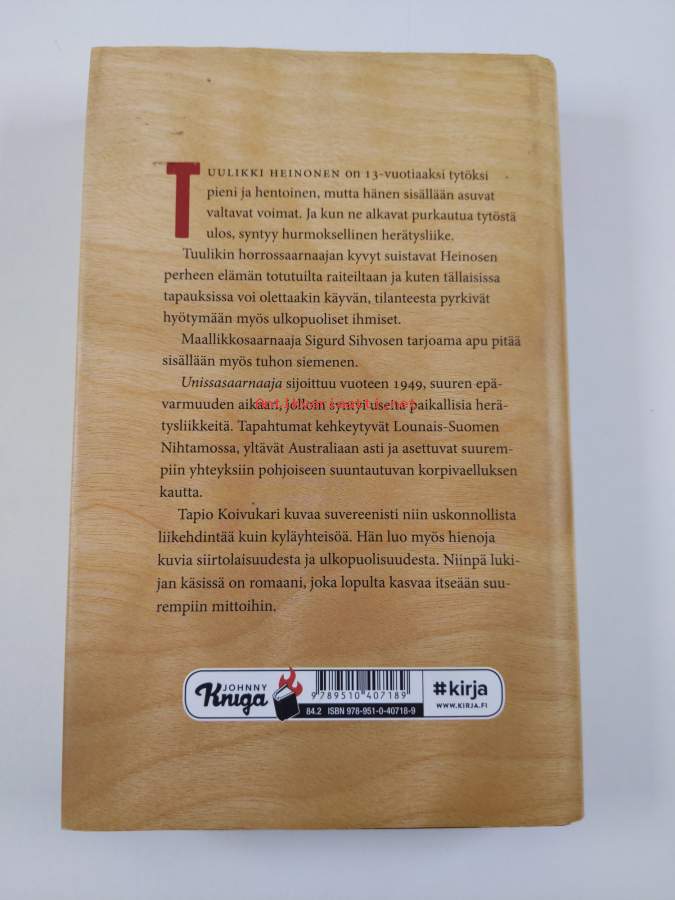 TUULIKKI HEINONEN on 13-vuotiaaksi tytöksi
pieni ja hentoinen, mutta hänen sisällään asuvat
valtavat voimat. Ja kun ne alkavat purkautua tytöstä
ulos, syntyy hurmoksellinen herätysliike.
Tuulikin horrossaarnaajan kyvyt suistavat Heinosen
perheen elämän totutuilta raiteiltaan ja kuten tällaisissa
tapauksissa voi olettaakin käyvän, tilanteesta pyrkivät
hyötymään myös ulkopuoliset ihmiset.
Maallikkosaarnaaja Sigurd Sihvosen tarjoama apu pitää
sisällään myös tuhon siemenen.
Unissasaarnaaja sijoittuu vuoteen 1949, suuren epä-
varmuuden aikaan, jolloin syntyi useita paikallisia herä-
Antikvariaatti.net
tysliikkeitä. Tapahtumat kehkeytyvät Lounais-Suomen
Nihtamossa, yltävät Australiaan asti ja asettuvat suurem-
piin yhteyksiin pohjoiseen suuntautuvan korpivaelluksen
kautta.
Tapio Koivukari kuvaa suvereenisti niin uskonnollista
liikehdintää kuin kyläyhteisöä. Hän luo myös hienoja
kuvia siirtolaisuudesta ja ulkopuolisuudesta. Niinpä luki-
jan käsissä on romaani, joka lopulta kasvaa itseään suu-
rempiin mittoihin.
JOHNNY
Kniga
9 789510 407189
84.2 ISBN 978-951-0-40718-9
#kirja
WWW.KIRJA.FI